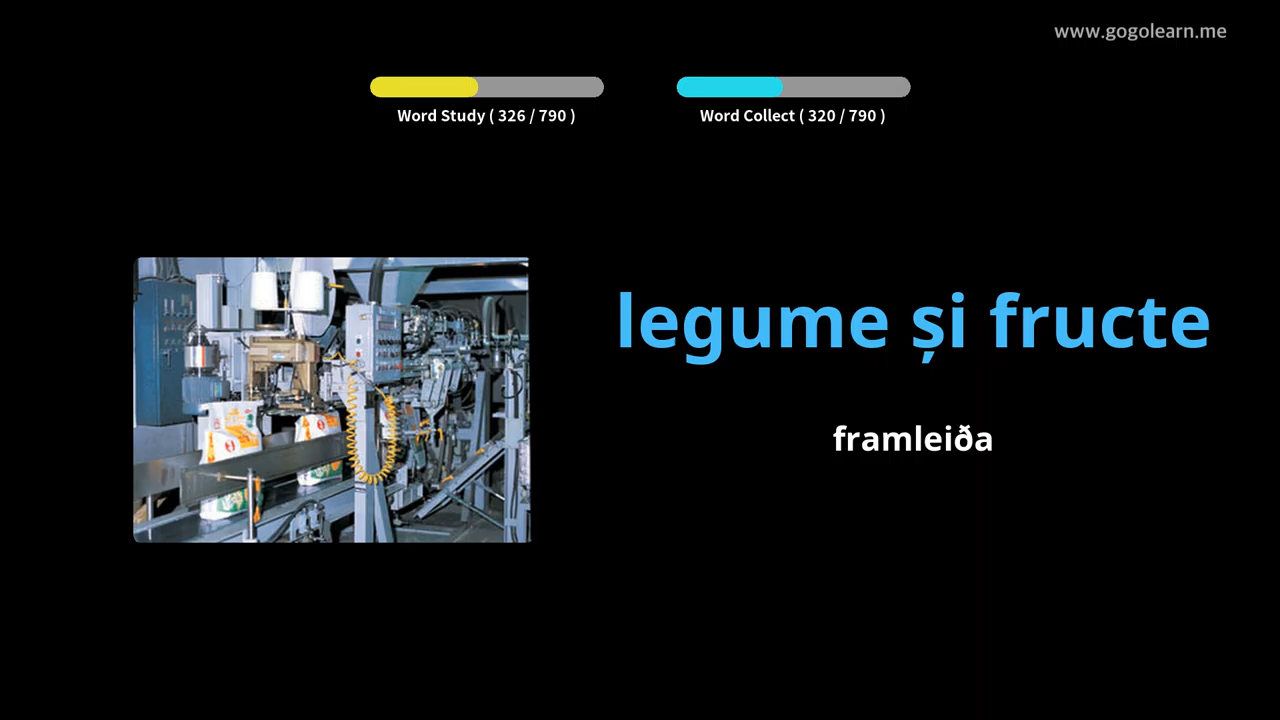 www.gogolearn.me
Word Study ( 326 / 790 )
Word Collect ( 320 / 790 )
legume și fructe
framleiða